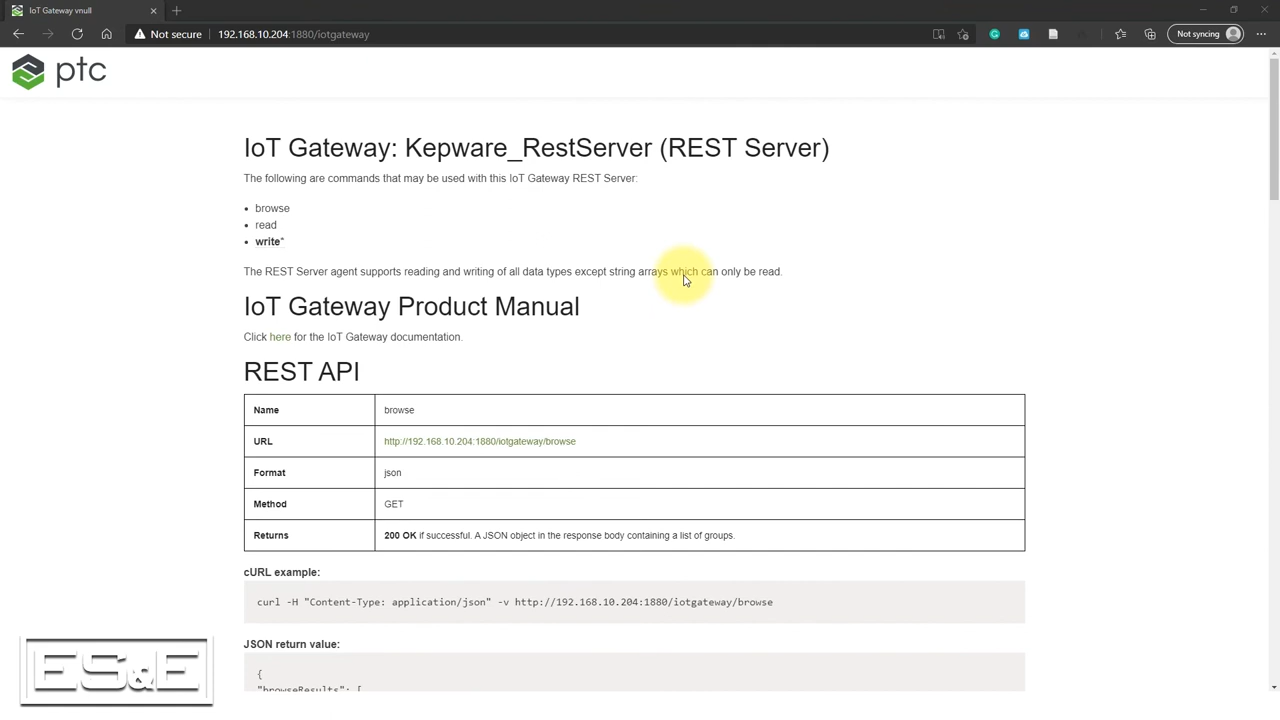 IoT Gateway vnull
Not secure
192.168.10.204:1880/iotgateway
Not syncing
ptc
IoT Gateway: Kepware_RestServer (REST Server)
The following are commands that may be used with this IoT Gateway REST Server:
• browse
• read
• write*
The REST Server agent supports reading and writing of all data types except string arrays which can only be read.
IoT Gateway Product Manual
Click here for the IoT Gateway documentation.
REST API
Name browse
URL http://192.168.10.204:1880/iotgateway/browse
Format json
Method GET
Returns 200 OK if successful. A JSON object in the response body containing a list of groups.
cURL example:
curl -H "Content-Type: application/json" -v http://192.168.10.204:1880/iotgateway/browse
JSON return value:
{
"browseResults": [
ES&E